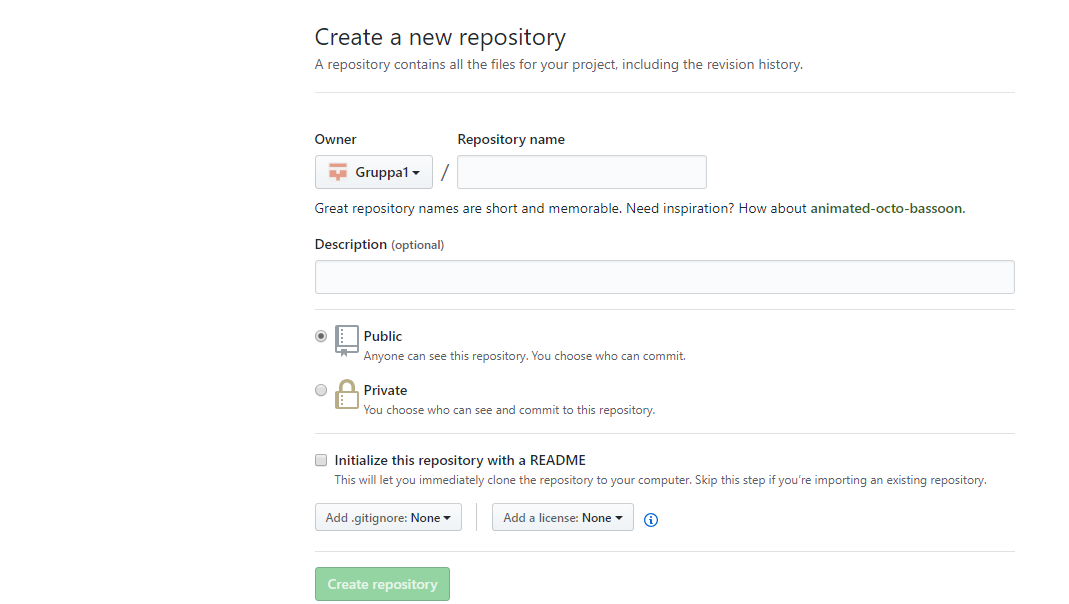 Create a new repository
A repository contains all the files for your project, including the revision history.
Owner Repository name
Gruppa1 /
Great repository names are short and memorable. Need inspiration? How about animated-octo-bassoon.
Description (optional)
Public
Anyone can see this repository. You choose who can commit.
Private
You choose who can see and commit to this repository.
Initialize this repository with a README
This will let you immediately clone the repository to your computer. Skip this step if you're importing an existing repository.
Add .gitignore: None Add a license: None
Create repository